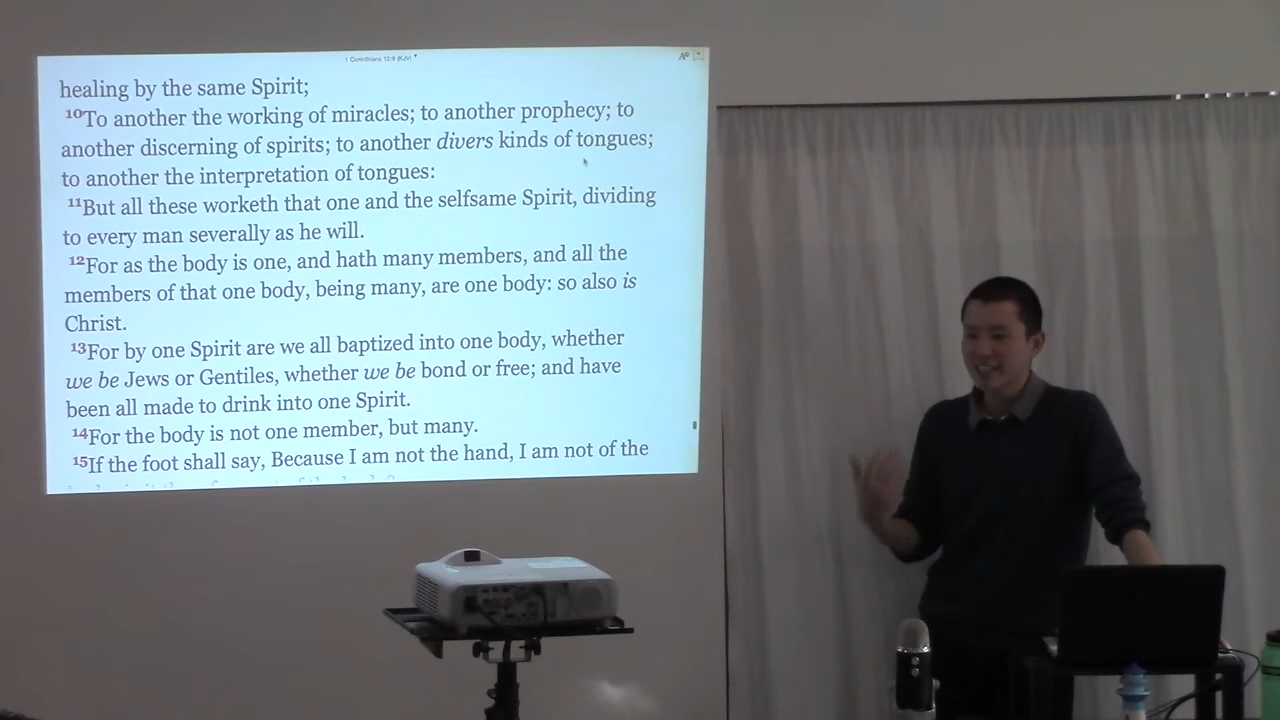 1 Corinthians 12:9 (KJV)
healing by the same Spirit;
10To another the working of miracles; to another prophecy; to
another discerning of spirits; to another divers kinds of tongues;
to another the interpretation of tongues:
11But all these worketh that one and the selfsame Spirit, dividing
to every man severally as he will.
12For as the body is one, and hath many members, and all the
members of that one body, being many, are one body: so also is
Christ.
13For by one Spirit are we all baptized into one body, whether
we be Jews or Gentiles, whether we be bond or free; and have
been all made to drink into one Spirit.
14For the body is not one member, but many.
15If the foot shall say, Because I am not the hand, I am not of the